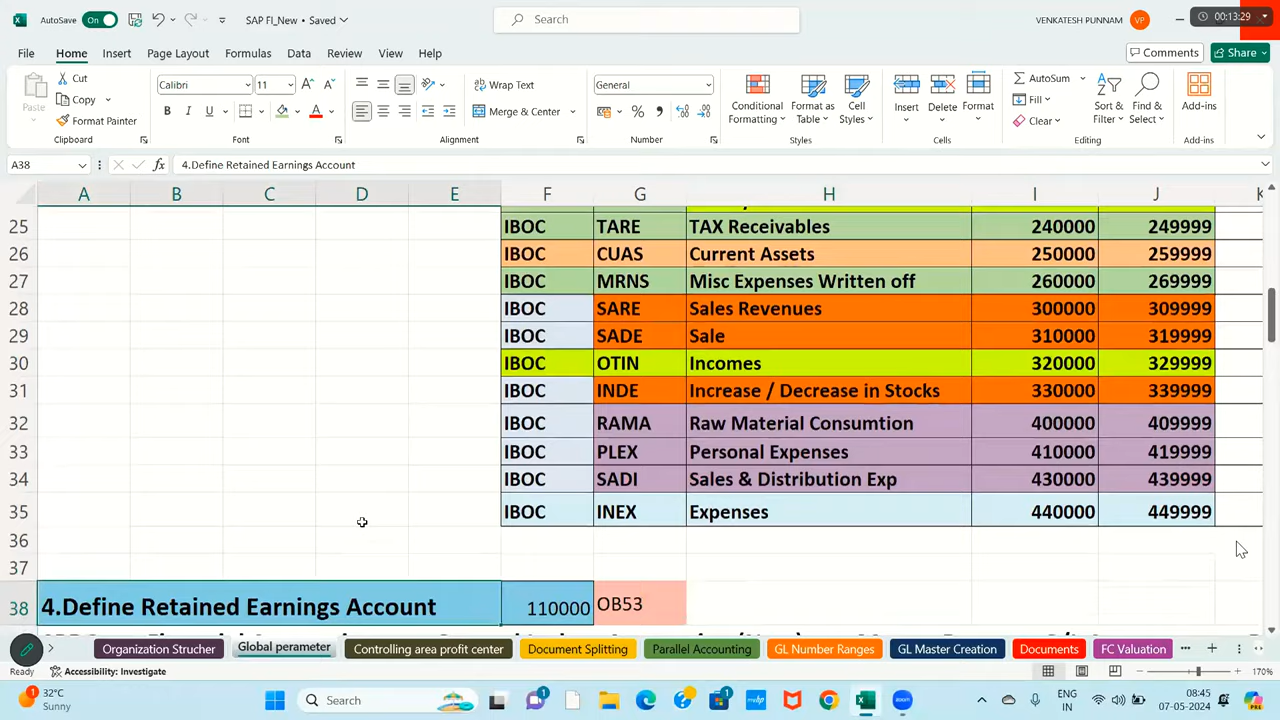 AutoSave On SAP FI_New • Saved Search VENKATESH PUNNAM VP 00:13:29
File Home Insert Page Layout Formulas Data Review View Help Comments Share
Paste Cut Copy Format Painter Clipboard
Calibri 11 B I U A Font
Wrap Text Merge & Center Alignment
General % Number
Conditional Formatting Format as Table Cell Styles Styles
Insert Delete Format Cells
AutoSum Fill Clear Sort & Filter Find & Select Editing
Add-ins Add-ins
A38 fx 4.Define Retained Earnings Account
A B C D E F G H I J K
25 IBOC TARE TAX Receivables 240000 249999
26 IBOC CUAS Current Assets 250000 259999
27 IBOC MRNS Misc Expenses Written off 260000 269999
28 IBOC SARE Sales Revenues 300000 309999
29 IBOC SADE Sale 310000 319999
30 IBOC OTIN Incomes 320000 329999
31 IBOC INDE Increase / Decrease in Stocks 330000 339999
32 IBOC RAMA Raw Material Consumtion 400000 409999
33 IBOC PLEX Personal Expenses 410000 419999
34 IBOC SADI Sales & Distribution Exp 430000 439999
35 IBOC INEX Expenses 440000 449999
36
37
38 4.Define Retained Earnings Account 110000 OB53
Organization Strucher Global perameter Controlling area profit center Document Splitting Parallel Accounting GL Number Ranges GL Master Creation Documents FC Valuation
Ready Accessibility: Investigate 170%
32°C Sunny Search ENG IN 08:45 07-05-2024